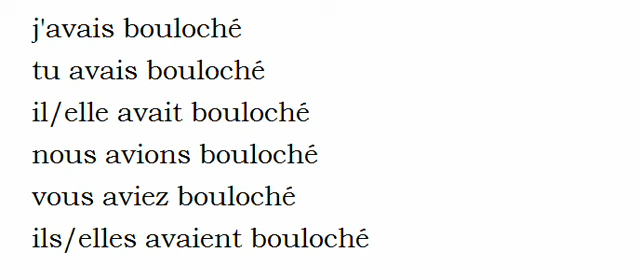 j'avais bouloché
tu avais bouloché
il/elle avait bouloché
nous avions bouloché
vous aviez bouloché
ils/elles avaient bouloché